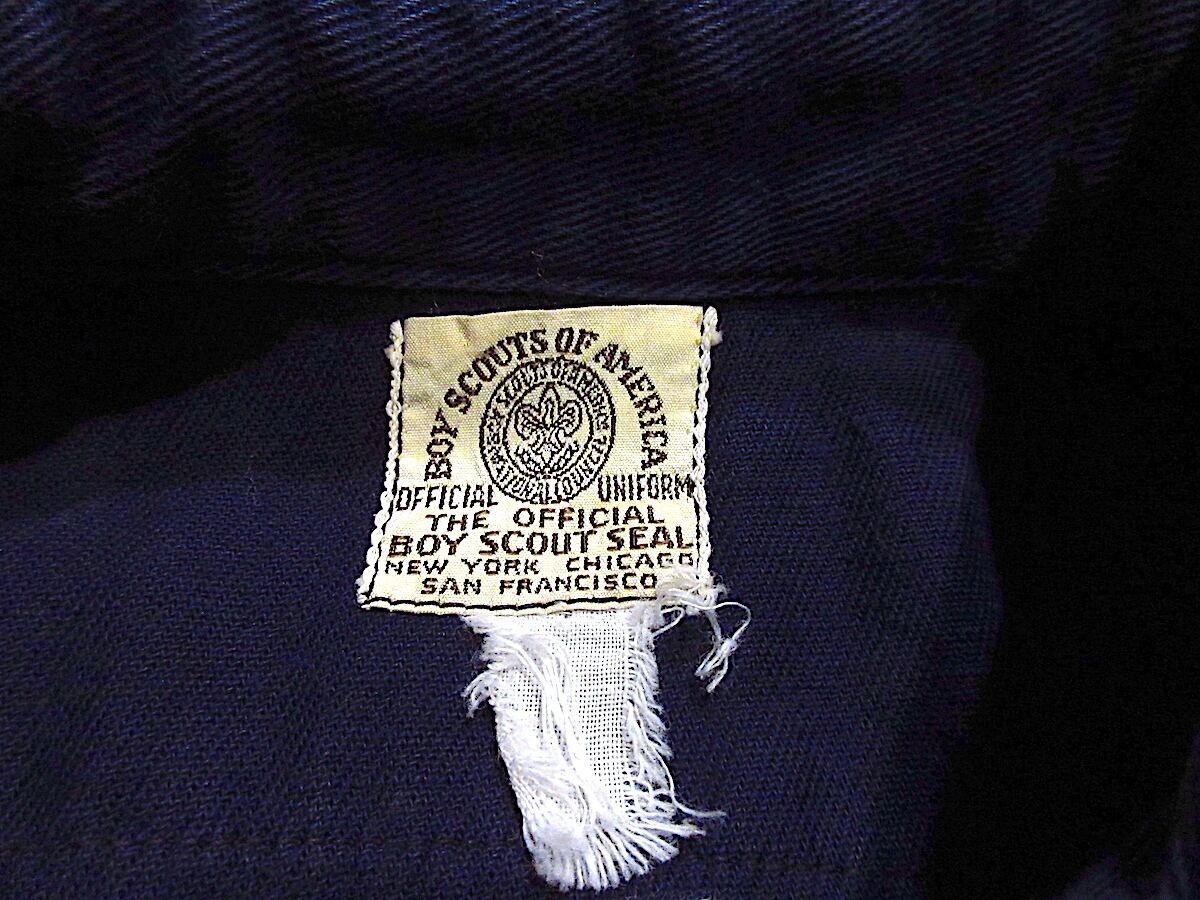 BOY SCOUTS OF AMERICA
OFFICIAL UNIFORM
THE OFFICIAL
BOY SCOUT SEAL
NEW YORK CHICAGO
SAN FRANCISCO